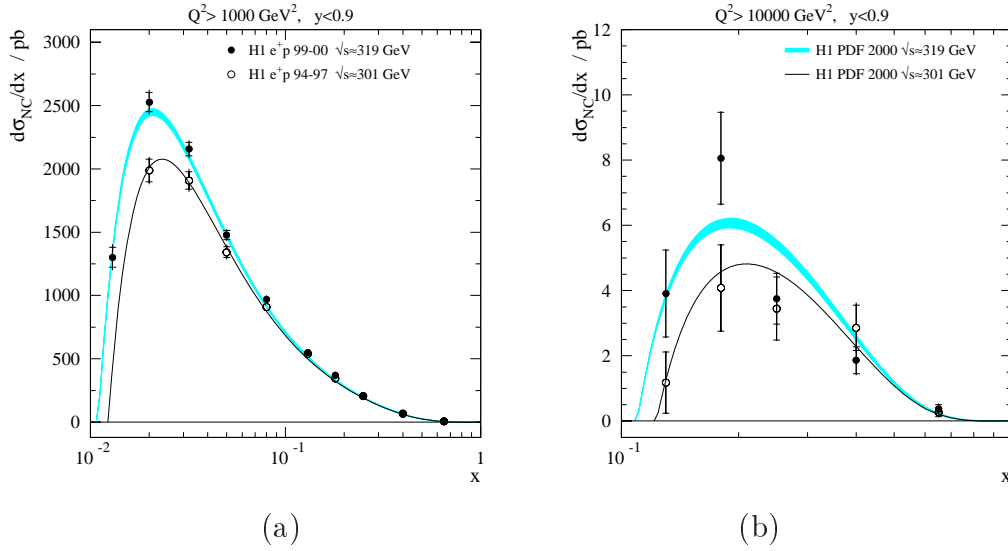 Q²> 1000 GeV², y<0.9
dσ_NC/dx / pb
3000
2500
2000
1500
1000
500
0
H1 e⁺p 99-00 √s≈319 GeV
H1 e⁺p 94-97 √s≈301 GeV
10⁻² 10⁻¹ 1
x
(a)
Q²> 10000 GeV², y<0.9
dσ_NC/dx / pb
12
10
8
6
4
2
0
H1 PDF 2000 √s≈319 GeV
H1 PDF 2000 √s≈301 GeV
10⁻¹
x
(b)